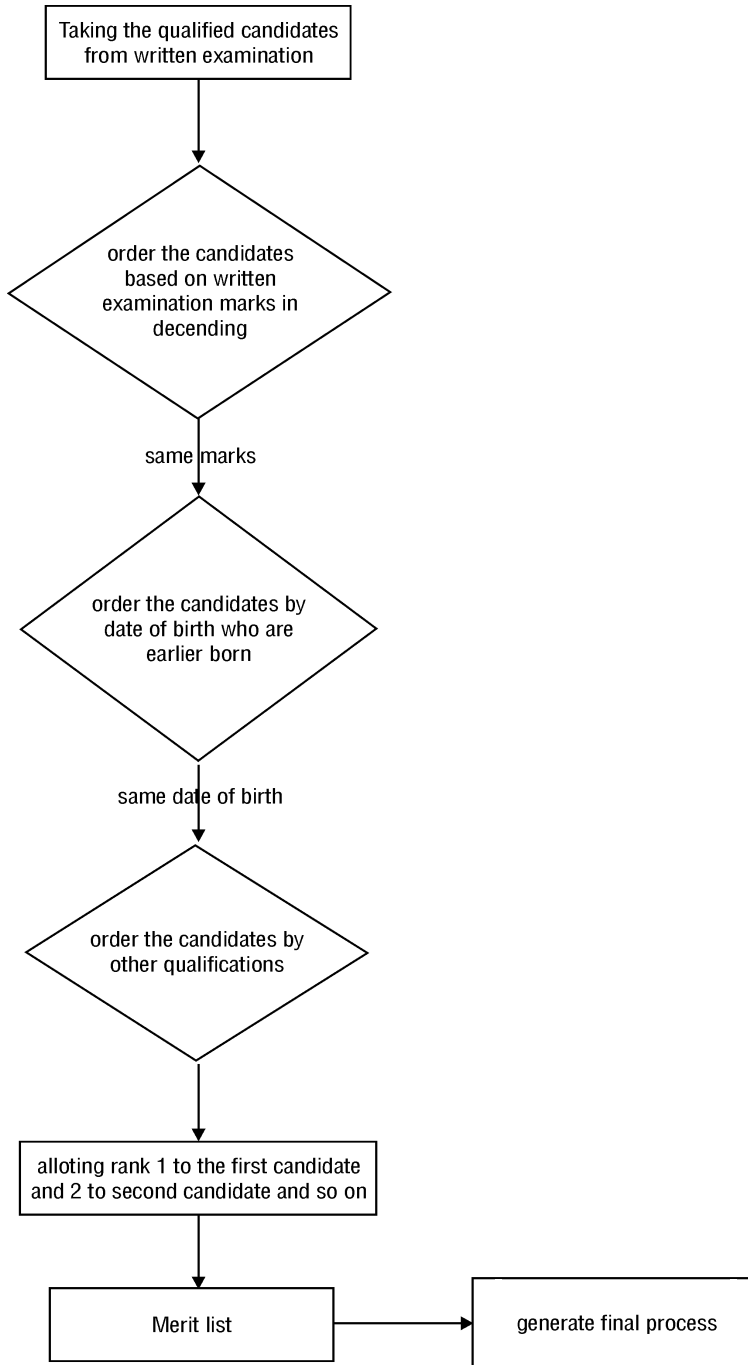 Taking the qualified candidates
from written examination
order the candidates
based on written
examination marks in
decending
same marks
order the candidates by
date of birth who are
earlier born
same date of birth
order the candidates by
other qualifications
alloting rank 1 to the first candidate
and 2 to second candidate and so on
Merit list
generate final process